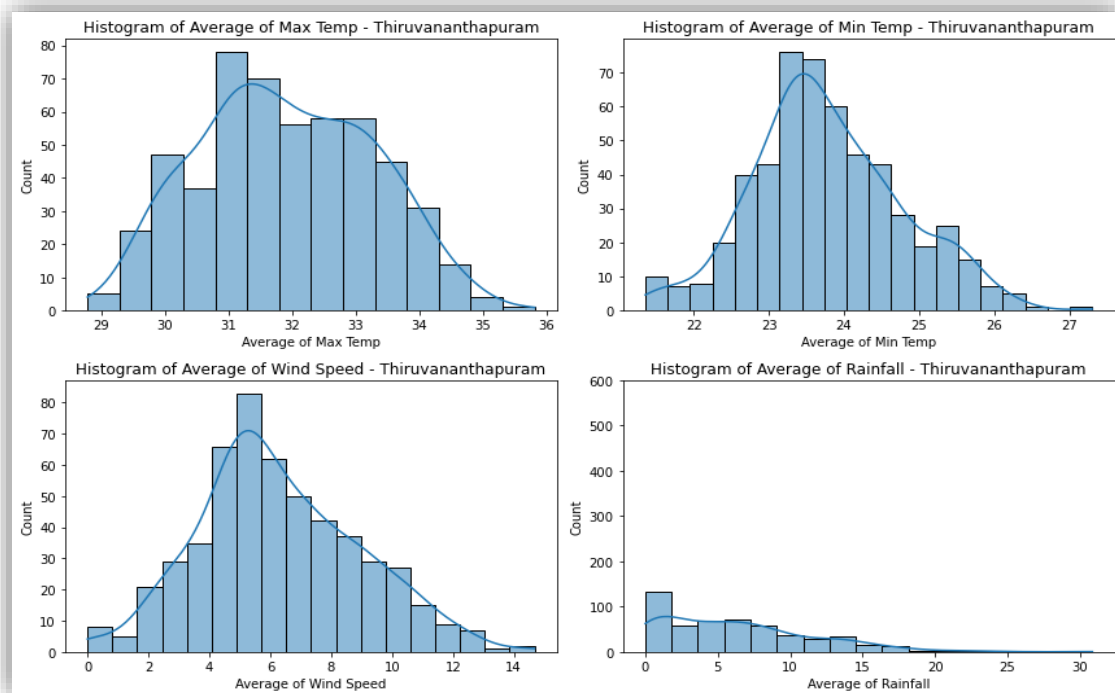 Histogram of Average of Max Temp - Thiruvananthapuram
80
70
60
50
40
30
20
10
0
Count
29 30 31 32 33 34 35 36
Average of Max Temp
Histogram of Average of Min Temp - Thiruvananthapuram
70
60
50
40
30
20
10
0
Count
22 23 24 25 26 27
Average of Min Temp
Histogram of Average of Wind Speed - Thiruvananthapuram
80
70
60
50
40
30
20
10
0
Count
0 2 4 6 8 10 12 14
Average of Wind Speed
Histogram of Average of Rainfall - Thiruvananthapuram
600
500
400
300
200
100
0
Count
0 5 10 15 20 25 30
Average of Rainfall